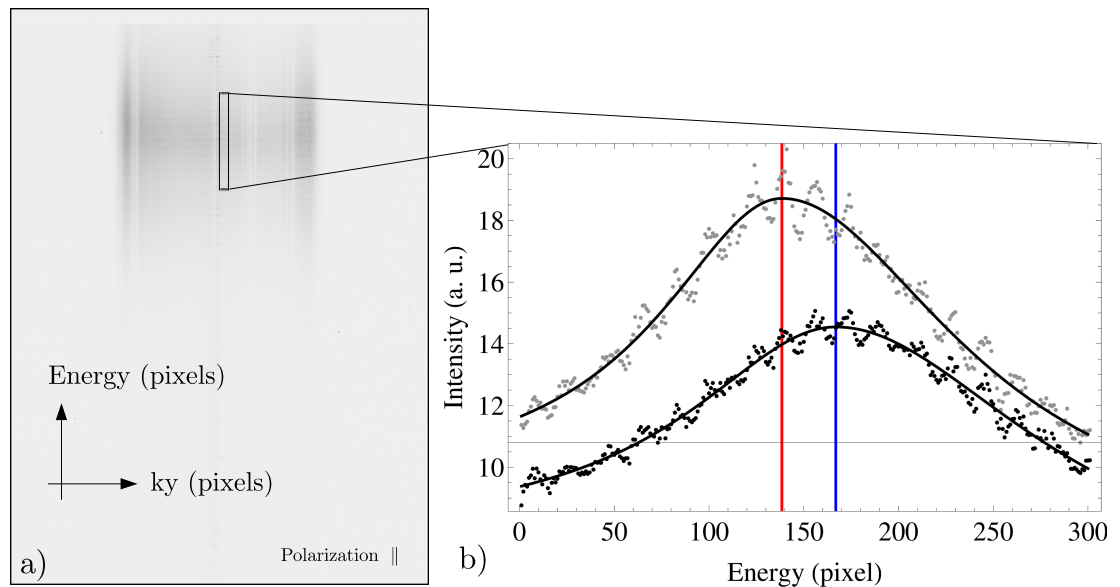 Energy (pixels)
ky (pixels)
Polarization ∥
a)
20
18
16
14
12
10
Intensity (a. u.)
0 50 100 150 200 250 300
Energy (pixel)
b)